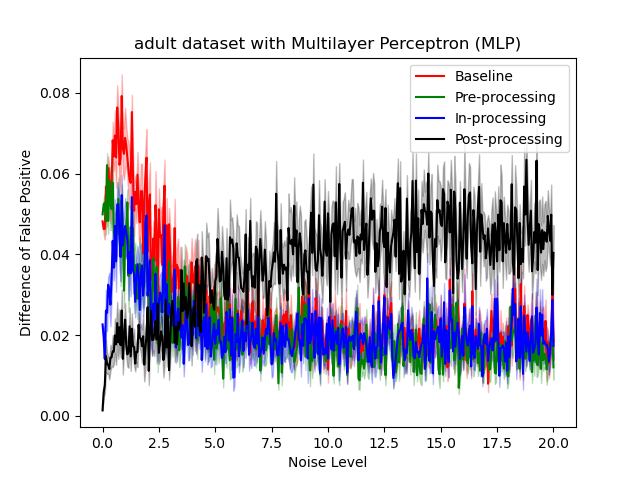 adult dataset with Multilayer Perceptron (MLP)
Baseline
Pre-processing
In-processing
Post-processing
Difference of False Positive
0.08
0.06
0.04
0.02
0.00
0.0 2.5 5.0 7.5 10.0 12.5 15.0 17.5 20.0
Noise Level